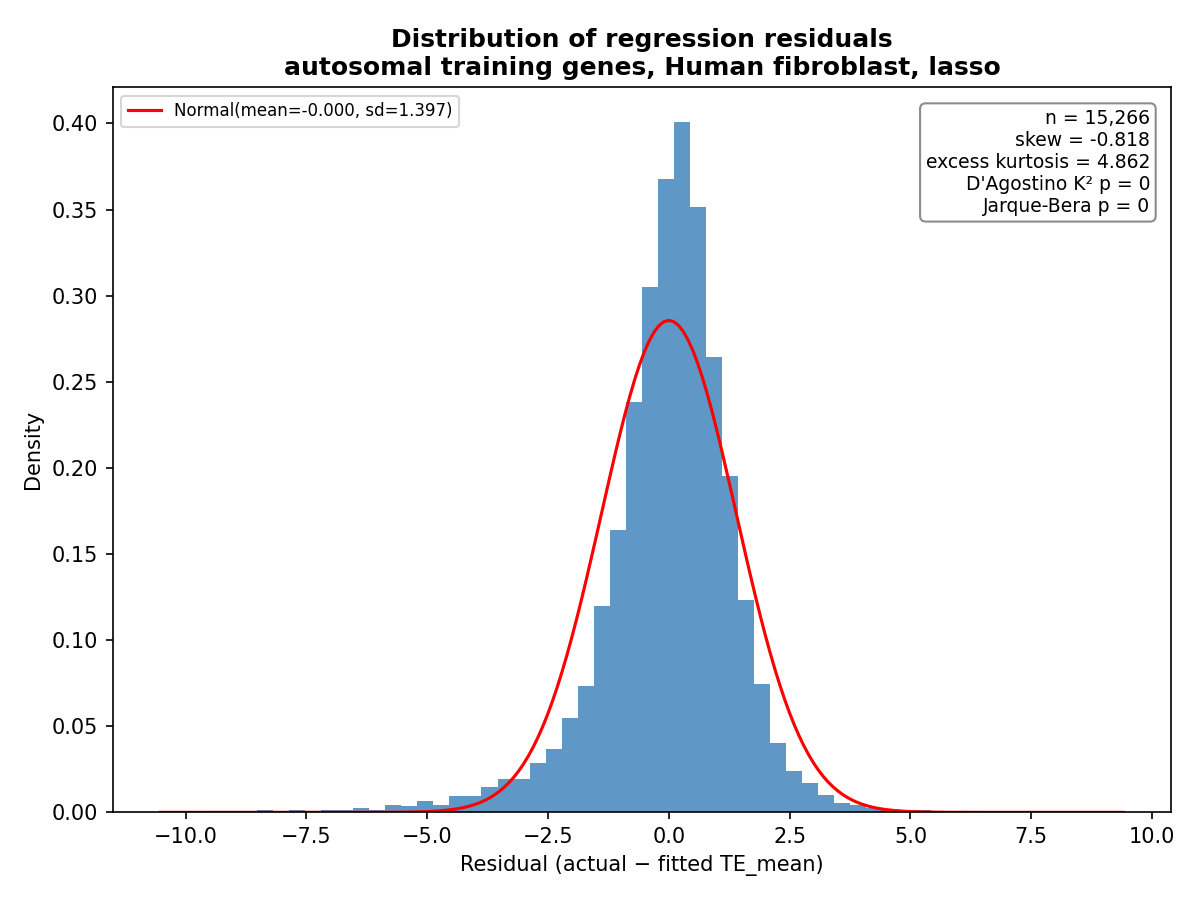 Distribution of regression residuals
autosomal training genes, Human fibroblast, lasso
Normal(mean=-0.000, sd=1.397)
n = 15,266
skew = -0.818
excess kurtosis = 4.862
D'Agostino K² p = 0
Jarque-Bera p = 0
Density
0.40
0.35
0.30
0.25
0.20
0.15
0.10
0.05
0.00
−10.0 −7.5 −5.0 −2.5 0.0 2.5 5.0 7.5 10.0
Residual (actual − fitted TE_mean)